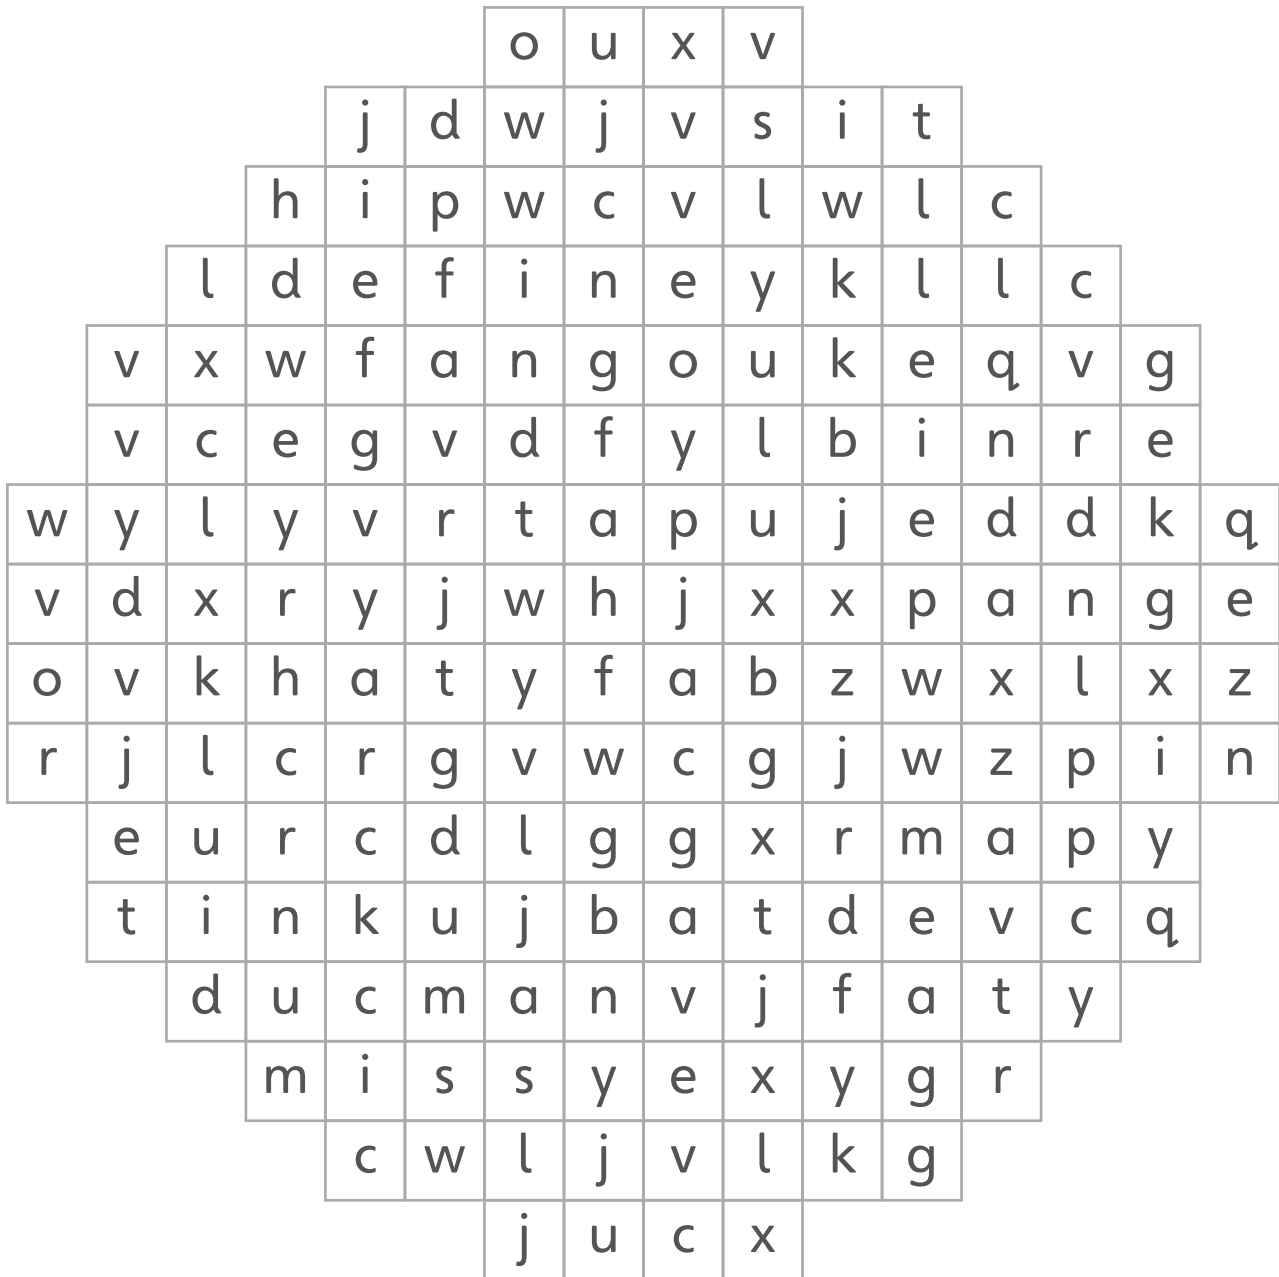 o u x v
j d w j v s i t
h i p w c v l w l c
l d e f i n e y k l l c
v x w f a n g o u k e q v g
v c e g v d f y l b i n r e
w y l y v r t a p u j e d d k q
v d x r y j w h j x x p a n g e
o v k h a t y f a b z w x l x z
r j l c r g v w c g j w z p i n
e u r c d l g g x r m a p y
t i n k u j b a t d e v c q
d u c m a n v j f a t y
m i s s y e x y g r
c w l j v l k g
j u c x